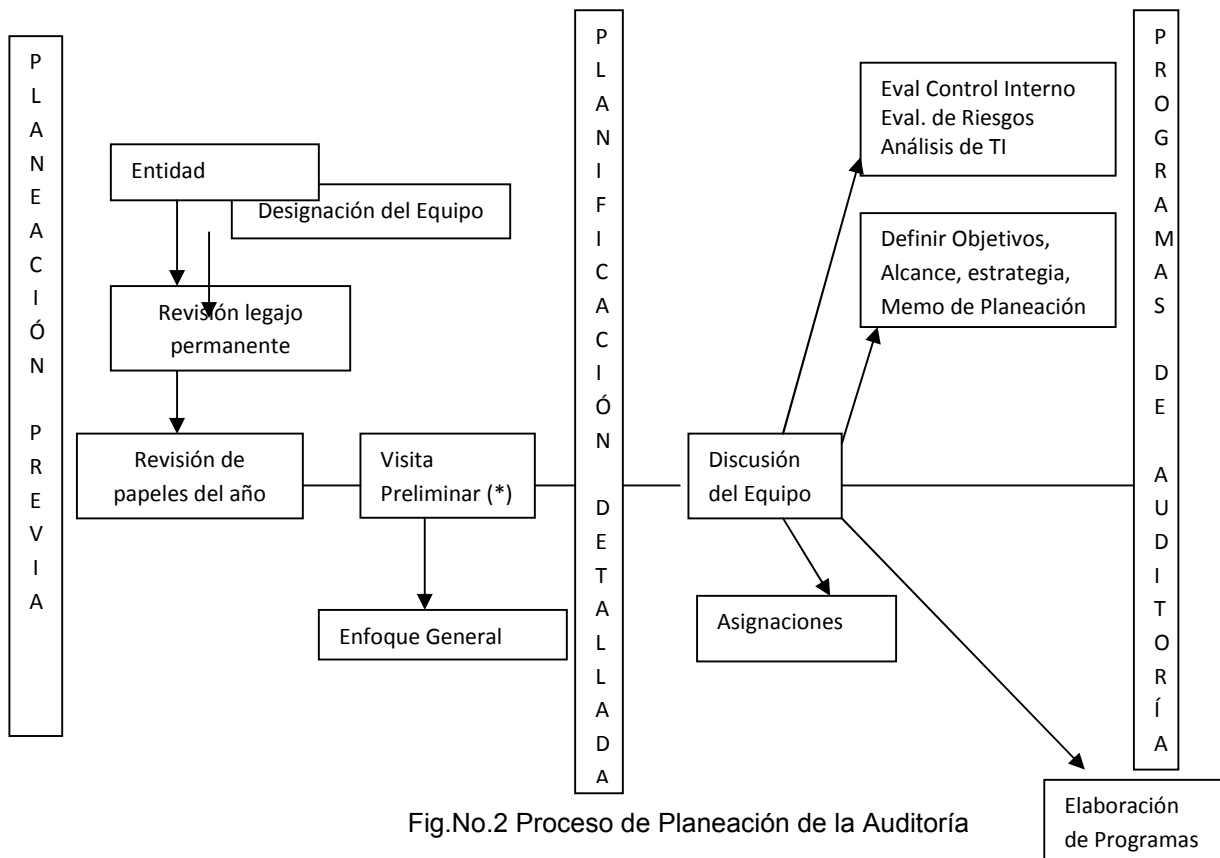 PLANEACIÓN PREVIA
Entidad
Designación del Equipo
Revisión legajo
permanente
Revisión de
papeles del año
Visita
Preliminar (*)
Enfoque General
PLANIFICACIÓN DETALLADA
Discusión
del Equipo
Eval Control Interno
Eval. de Riesgos
Análisis de TI
Definir Objetivos,
Alcance, estrategia,
Memo de Planeación
Asignaciones
PROGRAMAS DE AUDITORÍA
Elaboración
de Programas
Fig.No.2 Proceso de Planeación de la Auditoría